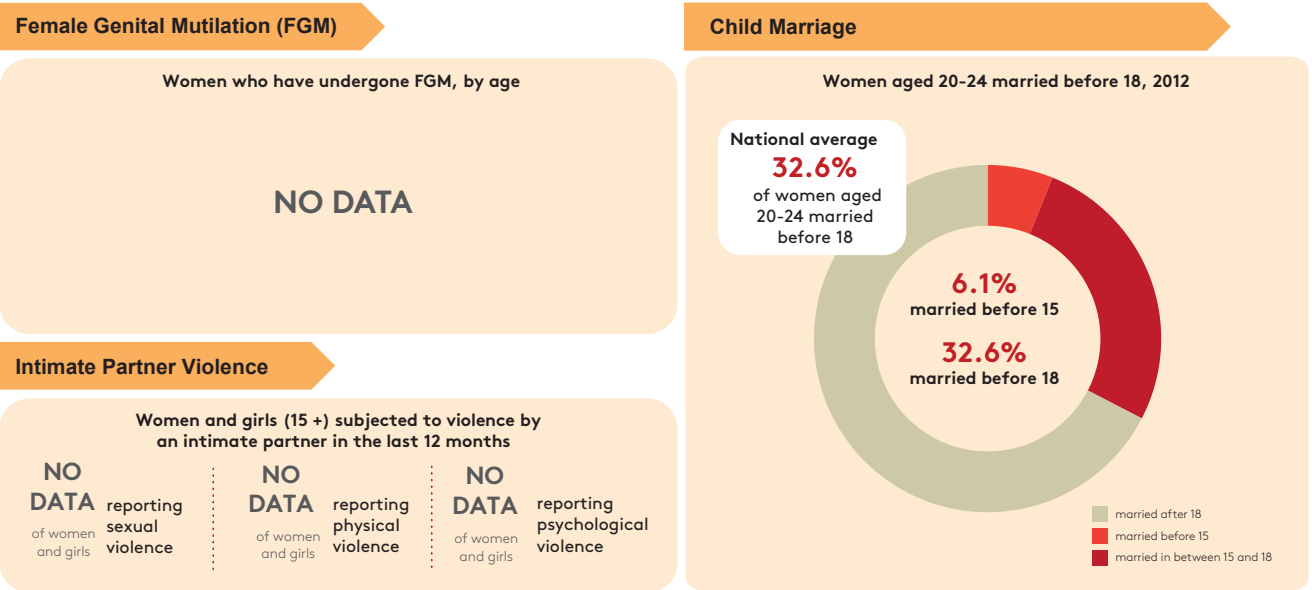 Female Genital Mutilation (FGM)
Women who have undergone FGM, by age
NO DATA
Intimate Partner Violence
Women and girls (15 +) subjected to violence by
an intimate partner in the last 12 months
NO
DATA
of women
and girls
reporting
sexual
violence
NO
DATA
of women
and girls
reporting
physical
violence
NO
DATA
of women
and girls
reporting
psychological
violence
Child Marriage
Women aged 20-24 married before 18, 2012
National average
32.6%
of women aged
20-24 married
before 18
6.1%
married before 15
32.6%
married before 18
married after 18
married before 15
married in between 15 and 18